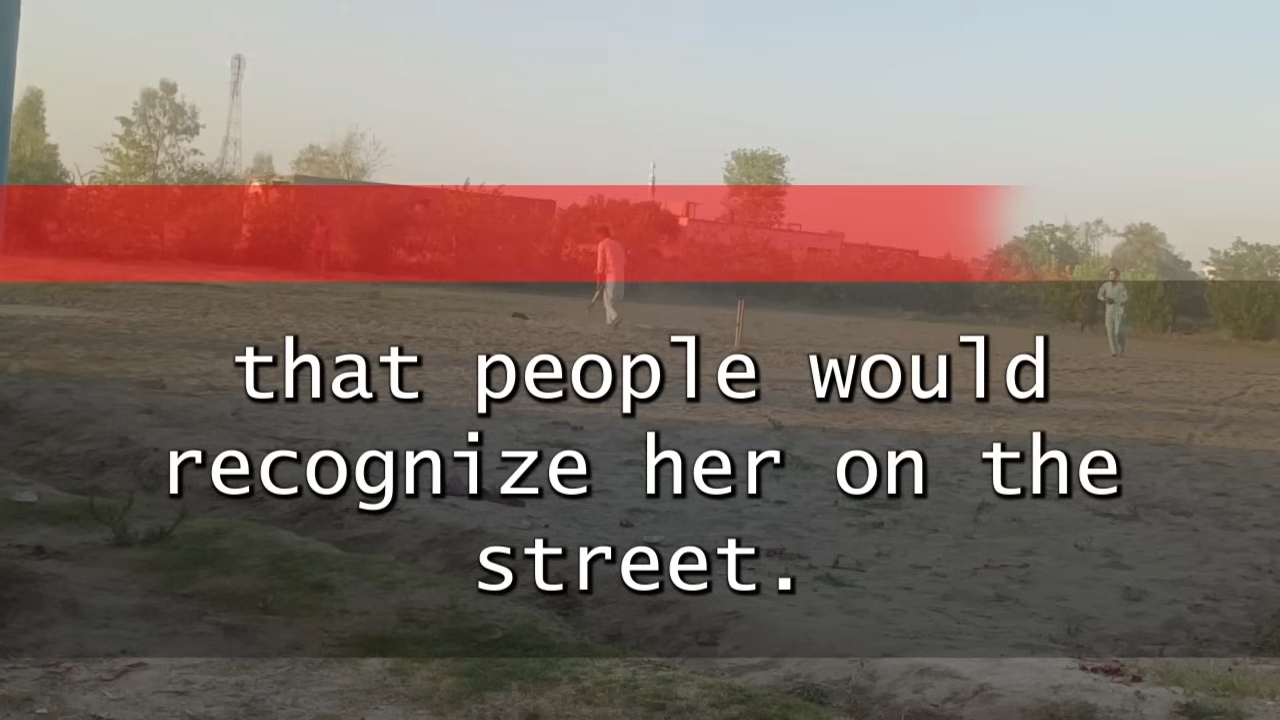 that people would
recognize her on the
street.